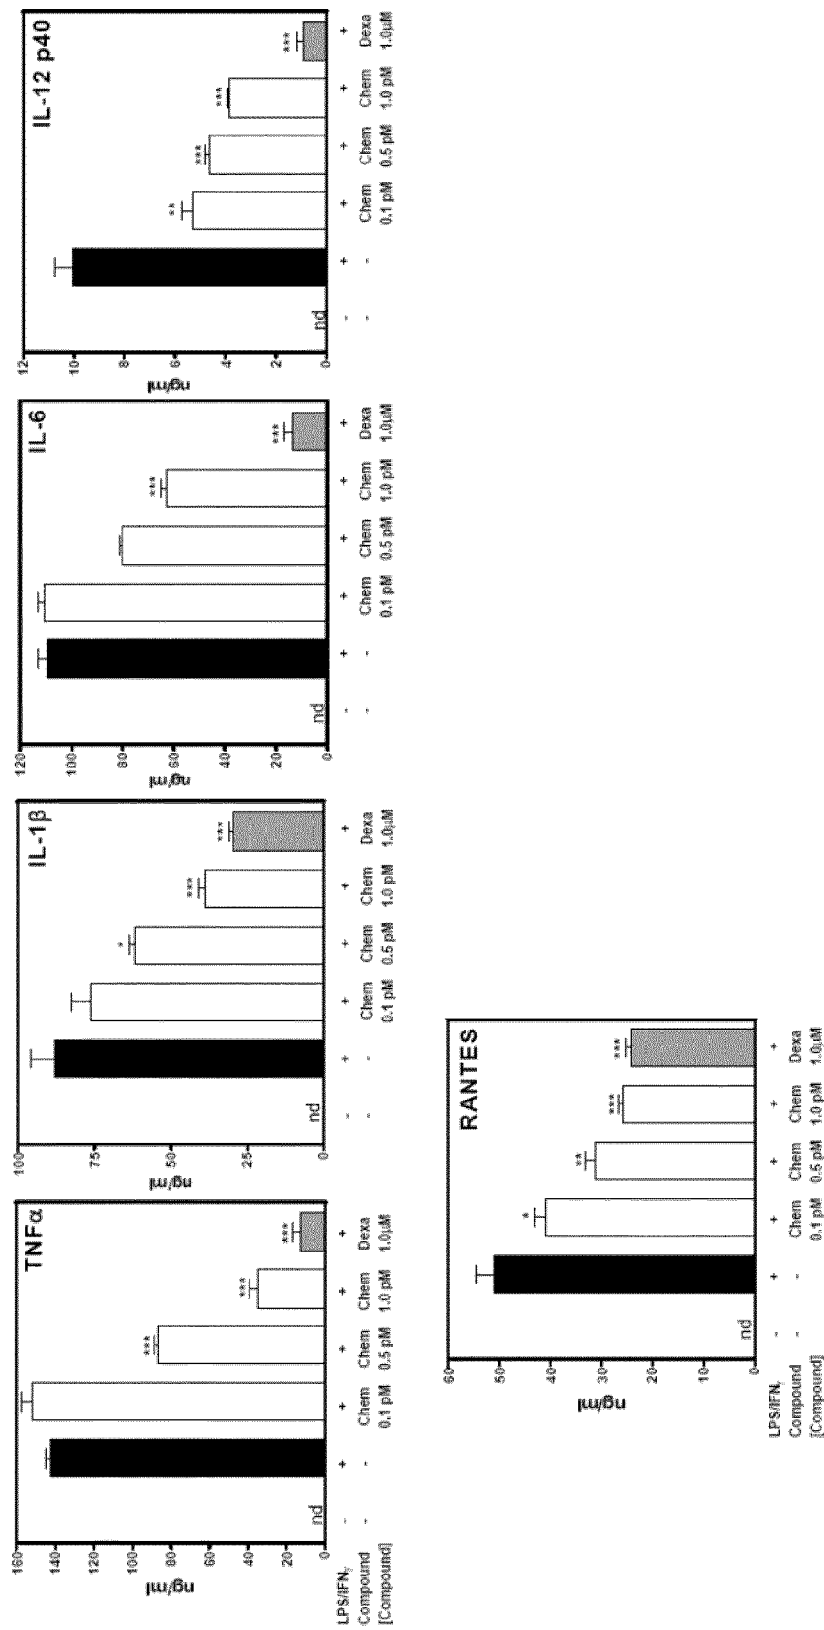 TNFα
ng/ml
160
140
120
100
80
60
40
20
0
nd
***
***
***
LPS/IFNγ - + + + + +
Compound - - Chem Chem Chem Dexa
[Compound] 0.1 pM 0.5 pM 1.0 pM 1.0μM
IL-1β
ng/ml
100
75
50
25
0
nd
*
***
***
- + + + + +
- - Chem Chem Chem Dexa
0.1 pM 0.5 pM 1.0 pM 1.0μM
IL-6
ng/ml
120
100
80
60
40
20
0
nd
***
***
- + + + + +
- - Chem Chem Chem Dexa
0.1 pM 0.5 pM 1.0 pM 1.0μM
IL-12 p40
ng/ml
12
10
8
6
4
2
0
nd
**
***
***
***
- + + + + +
- - Chem Chem Chem Dexa
0.1 pM 0.5 pM 1.0 pM 1.0μM
RANTES
ng/ml
60
50
40
30
20
10
0
nd
*
**
***
***
LPS/IFNγ - + + + + +
Compound - - Chem Chem Chem Dexa
[Compound] 0.1 pM 0.5 pM 1.0 pM 1.0μM